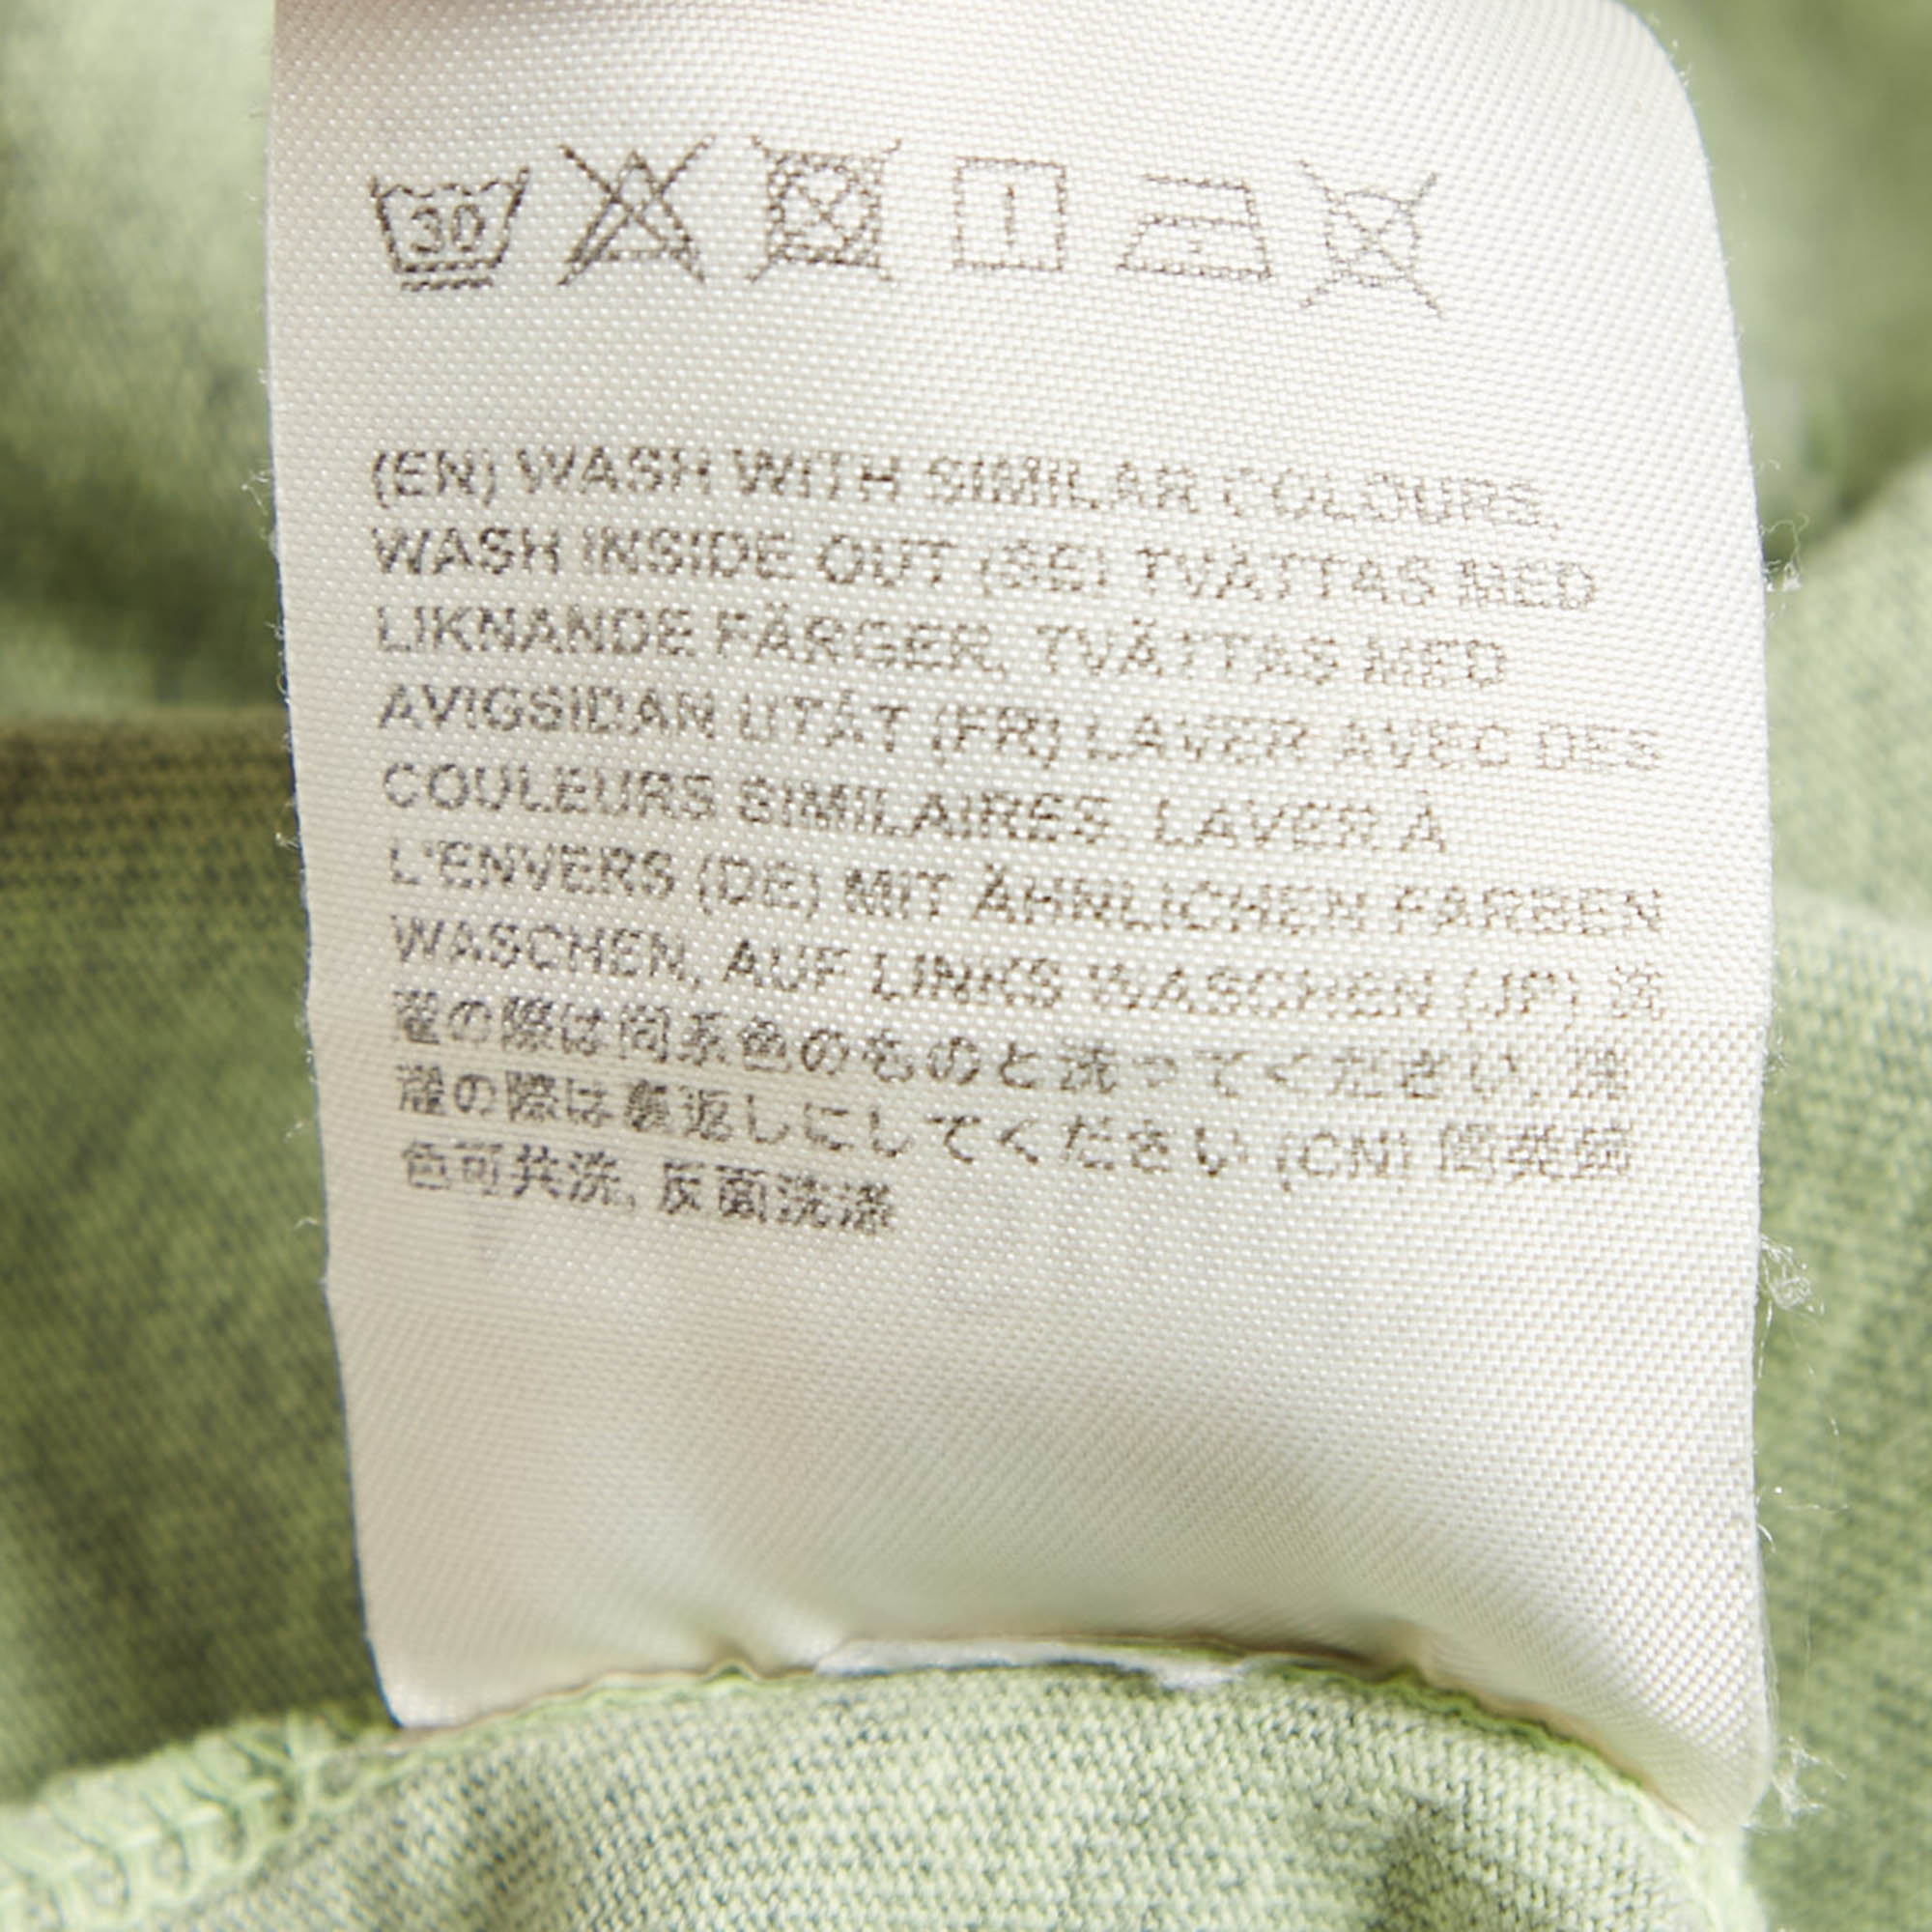 30
(EN) WASH WITH SIMILAR COLOURS,
WASH INSIDE OUT (SE) TVÄTTAS MED
LIKNANDE FÄRGER, TVÄTTAS MED
AVIGSIDAN UTÅT (FR) LAVER AVEC DES
COULEURS SIMILAIRES, LAVER À
L'ENVERS (DE) MIT ÄHNLICHEN FARBEN
WASCHEN, AUF LINKS WASCHEN (JP)洗
濯の際は同系色のものと洗ってください,洗
濯の際は裏返しにしてください (CN) 同类颜
色可共洗, 反面洗涤